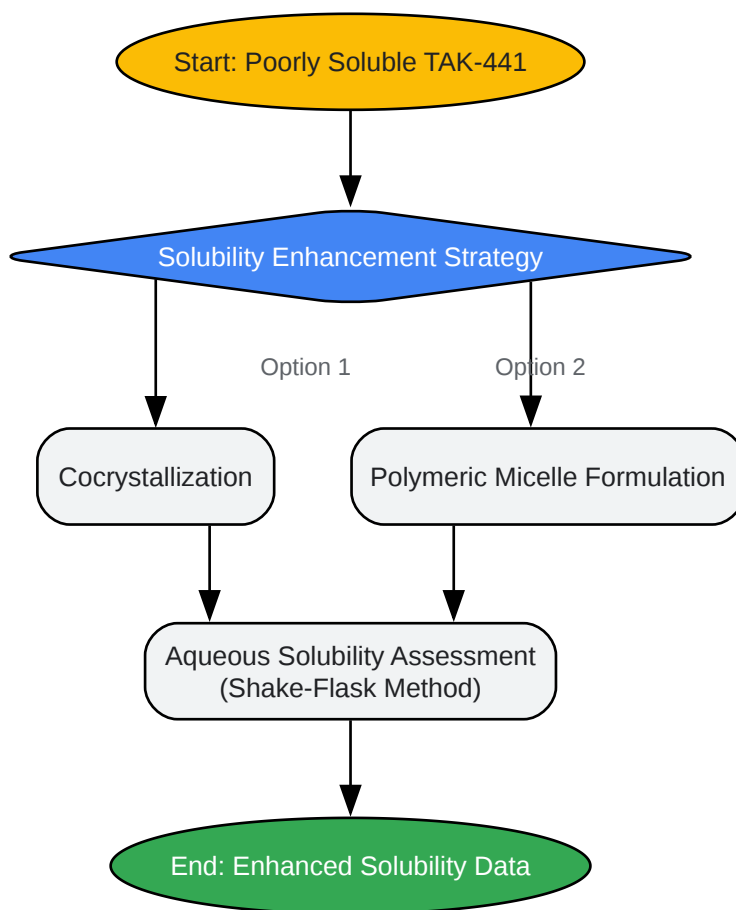 Start: Poorly Soluble TAK-441
Solubility Enhancement Strategy
Option 1
Option 2
Cocrystallization
Polymeric Micelle Formulation
Aqueous Solubility Assessment
(Shake-Flask Method)
End: Enhanced Solubility Data